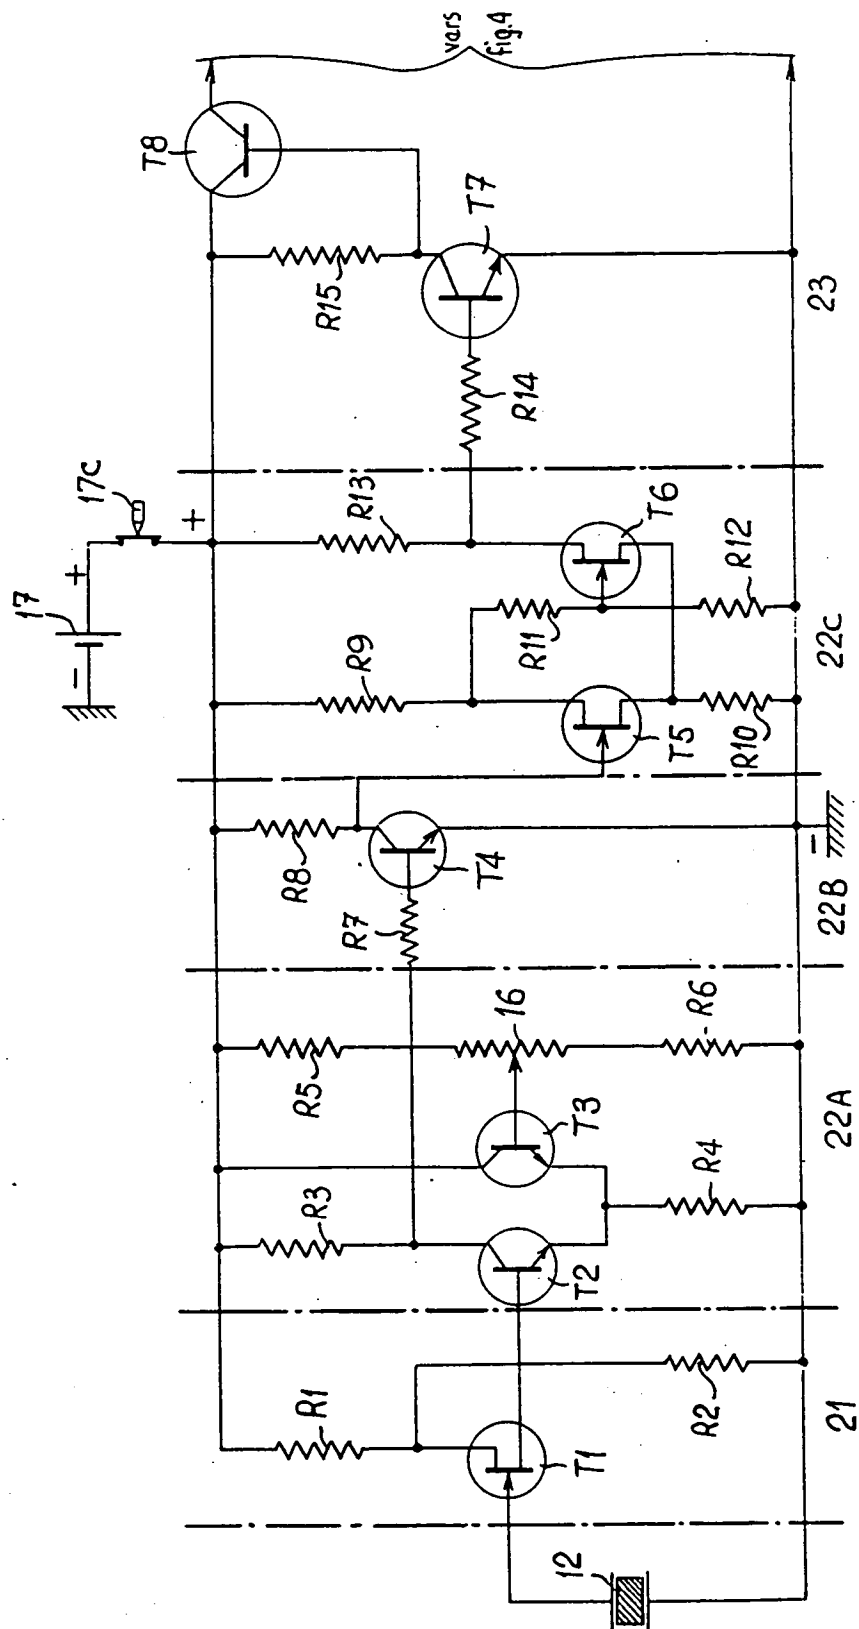 12
21
T1
R1
R2
T2
R3
T3
R4
R5
16
R6
22A
R7
R8
T4
22B
−
17
−
+
17C
+
R9
T5
R10
R11
R12
R13
T6
22C
R14
R15
T7
T8
23
vars
fig.4